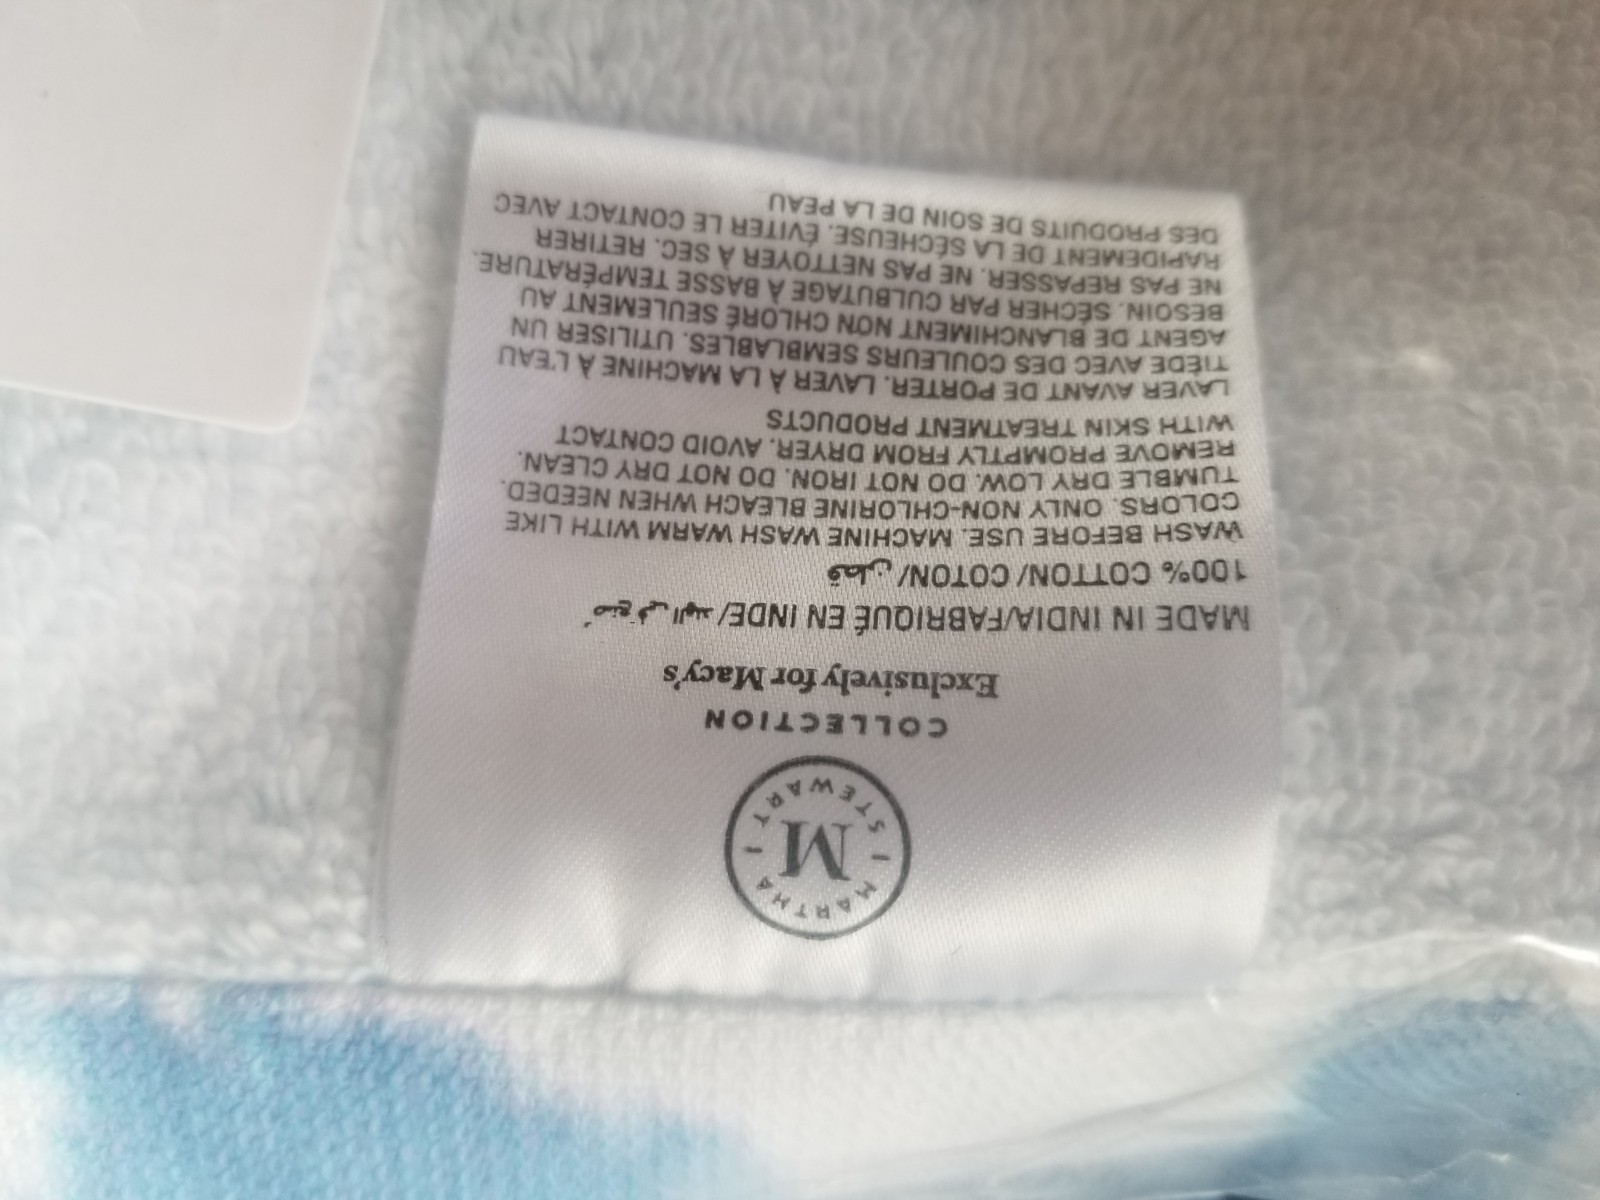 MARTHA STEWART
M
COLLECTION
Exclusively for Macy's
MADE IN INDIA/FABRIQUÉ EN INDE/صنع في الهند
100% COTTON/ COTON/ قطن
WASH BEFORE USE. MACHINE WASH WARM WITH LIKE
COLORS. ONLY NON-CHLORINE BLEACH WHEN NEEDED.
TUMBLE DRY LOW. DO NOT IRON. DO NOT DRY CLEAN.
REMOVE PROMPTLY FROM DRYER. AVOID CONTACT
WITH SKIN TREATMENT PRODUCTS
LAVER AVANT DE PORTER. LAVER À LA MACHINE À L'EAU
TIÈDE AVEC DES COULEURS SEMBLABLES. UTILISER UN
AGENT DE BLANCHIMENT NON CHLORÉ SEULEMENT AU
BESOIN. SÉCHER PAR CULBUTAGE À BASSE TEMPÉRATURE.
NE PAS REPASSER. NE PAS NETTOYER À SEC. RETIRER
RAPIDEMENT DE LA SÉCHEUSE. ÉVITER LE CONTACT AVEC
DES PRODUITS DE SOIN DE LA PEAU